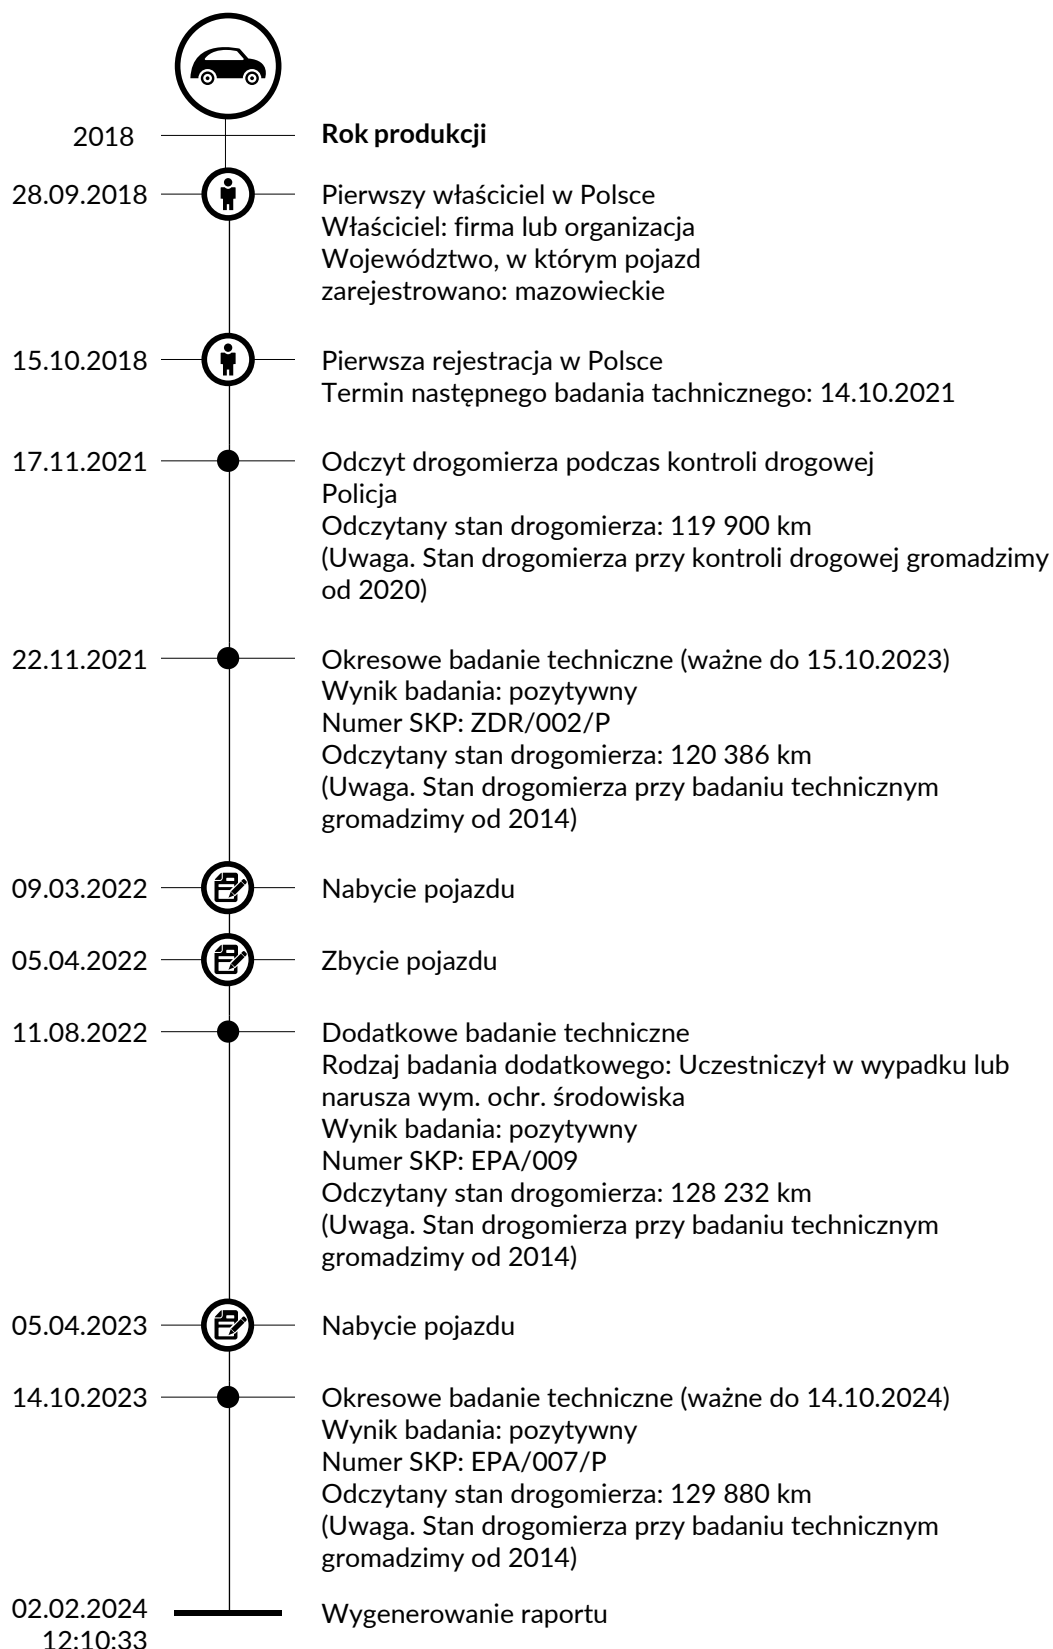 2018
Rok produkcji
28.09.2018
Pierwszy właściciel w Polsce
Właściciel: firma lub organizacja
Województwo, w którym pojazd
zarejestrowano: mazowieckie
15.10.2018
Pierwsza rejestracja w Polsce
Termin następnego badania tachnicznego: 14.10.2021
17.11.2021
Odczyt drogomierza podczas kontroli drogowej
Policja
Odczytany stan drogomierza: 119 900 km
(Uwaga. Stan drogomierza przy kontroli drogowej gromadzimy
od 2020)
22.11.2021
Okresowe badanie techniczne (ważne do 15.10.2023)
Wynik badania: pozytywny
Numer SKP: ZDR/002/P
Odczytany stan drogomierza: 120 386 km
(Uwaga. Stan drogomierza przy badaniu technicznym
gromadzimy od 2014)
09.03.2022
Nabycie pojazdu
05.04.2022
Zbycie pojazdu
11.08.2022
Dodatkowe badanie techniczne
Rodzaj badania dodatkowego: Uczestniczył w wypadku lub
narusza wym. ochr. środowiska
Wynik badania: pozytywny
Numer SKP: EPA/009
Odczytany stan drogomierza: 128 232 km
(Uwaga. Stan drogomierza przy badaniu technicznym
gromadzimy od 2014)
05.04.2023
Nabycie pojazdu
14.10.2023
Okresowe badanie techniczne (ważne do 14.10.2024)
Wynik badania: pozytywny
Numer SKP: EPA/007/P
Odczytany stan drogomierza: 129 880 km
(Uwaga. Stan drogomierza przy badaniu technicznym
gromadzimy od 2014)
02.02.2024
12:10:33
Wygenerowanie raportu